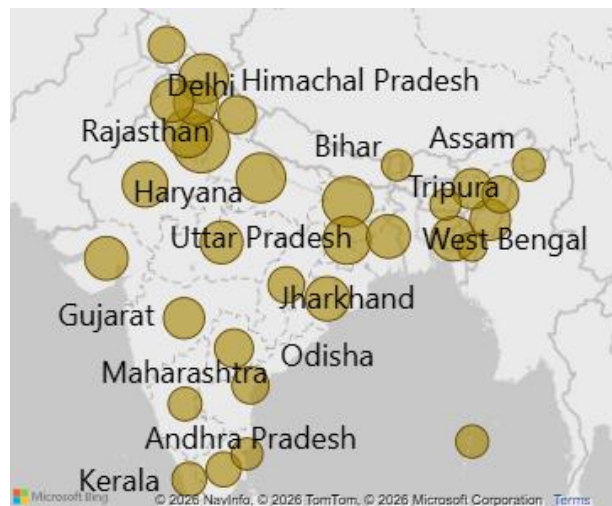 Delhi
Himachal Pradesh
Rajasthan
Bihar
Assam
Haryana
Tripura
Uttar Pradesh
West Bengal
Jharkhand
Gujarat
Odisha
Maharashtra
Andhra Pradesh
Kerala
Microsoft Bing
© 2026 NavInfo, © 2026 TomTom, © 2026 Microsoft Corporation Terms